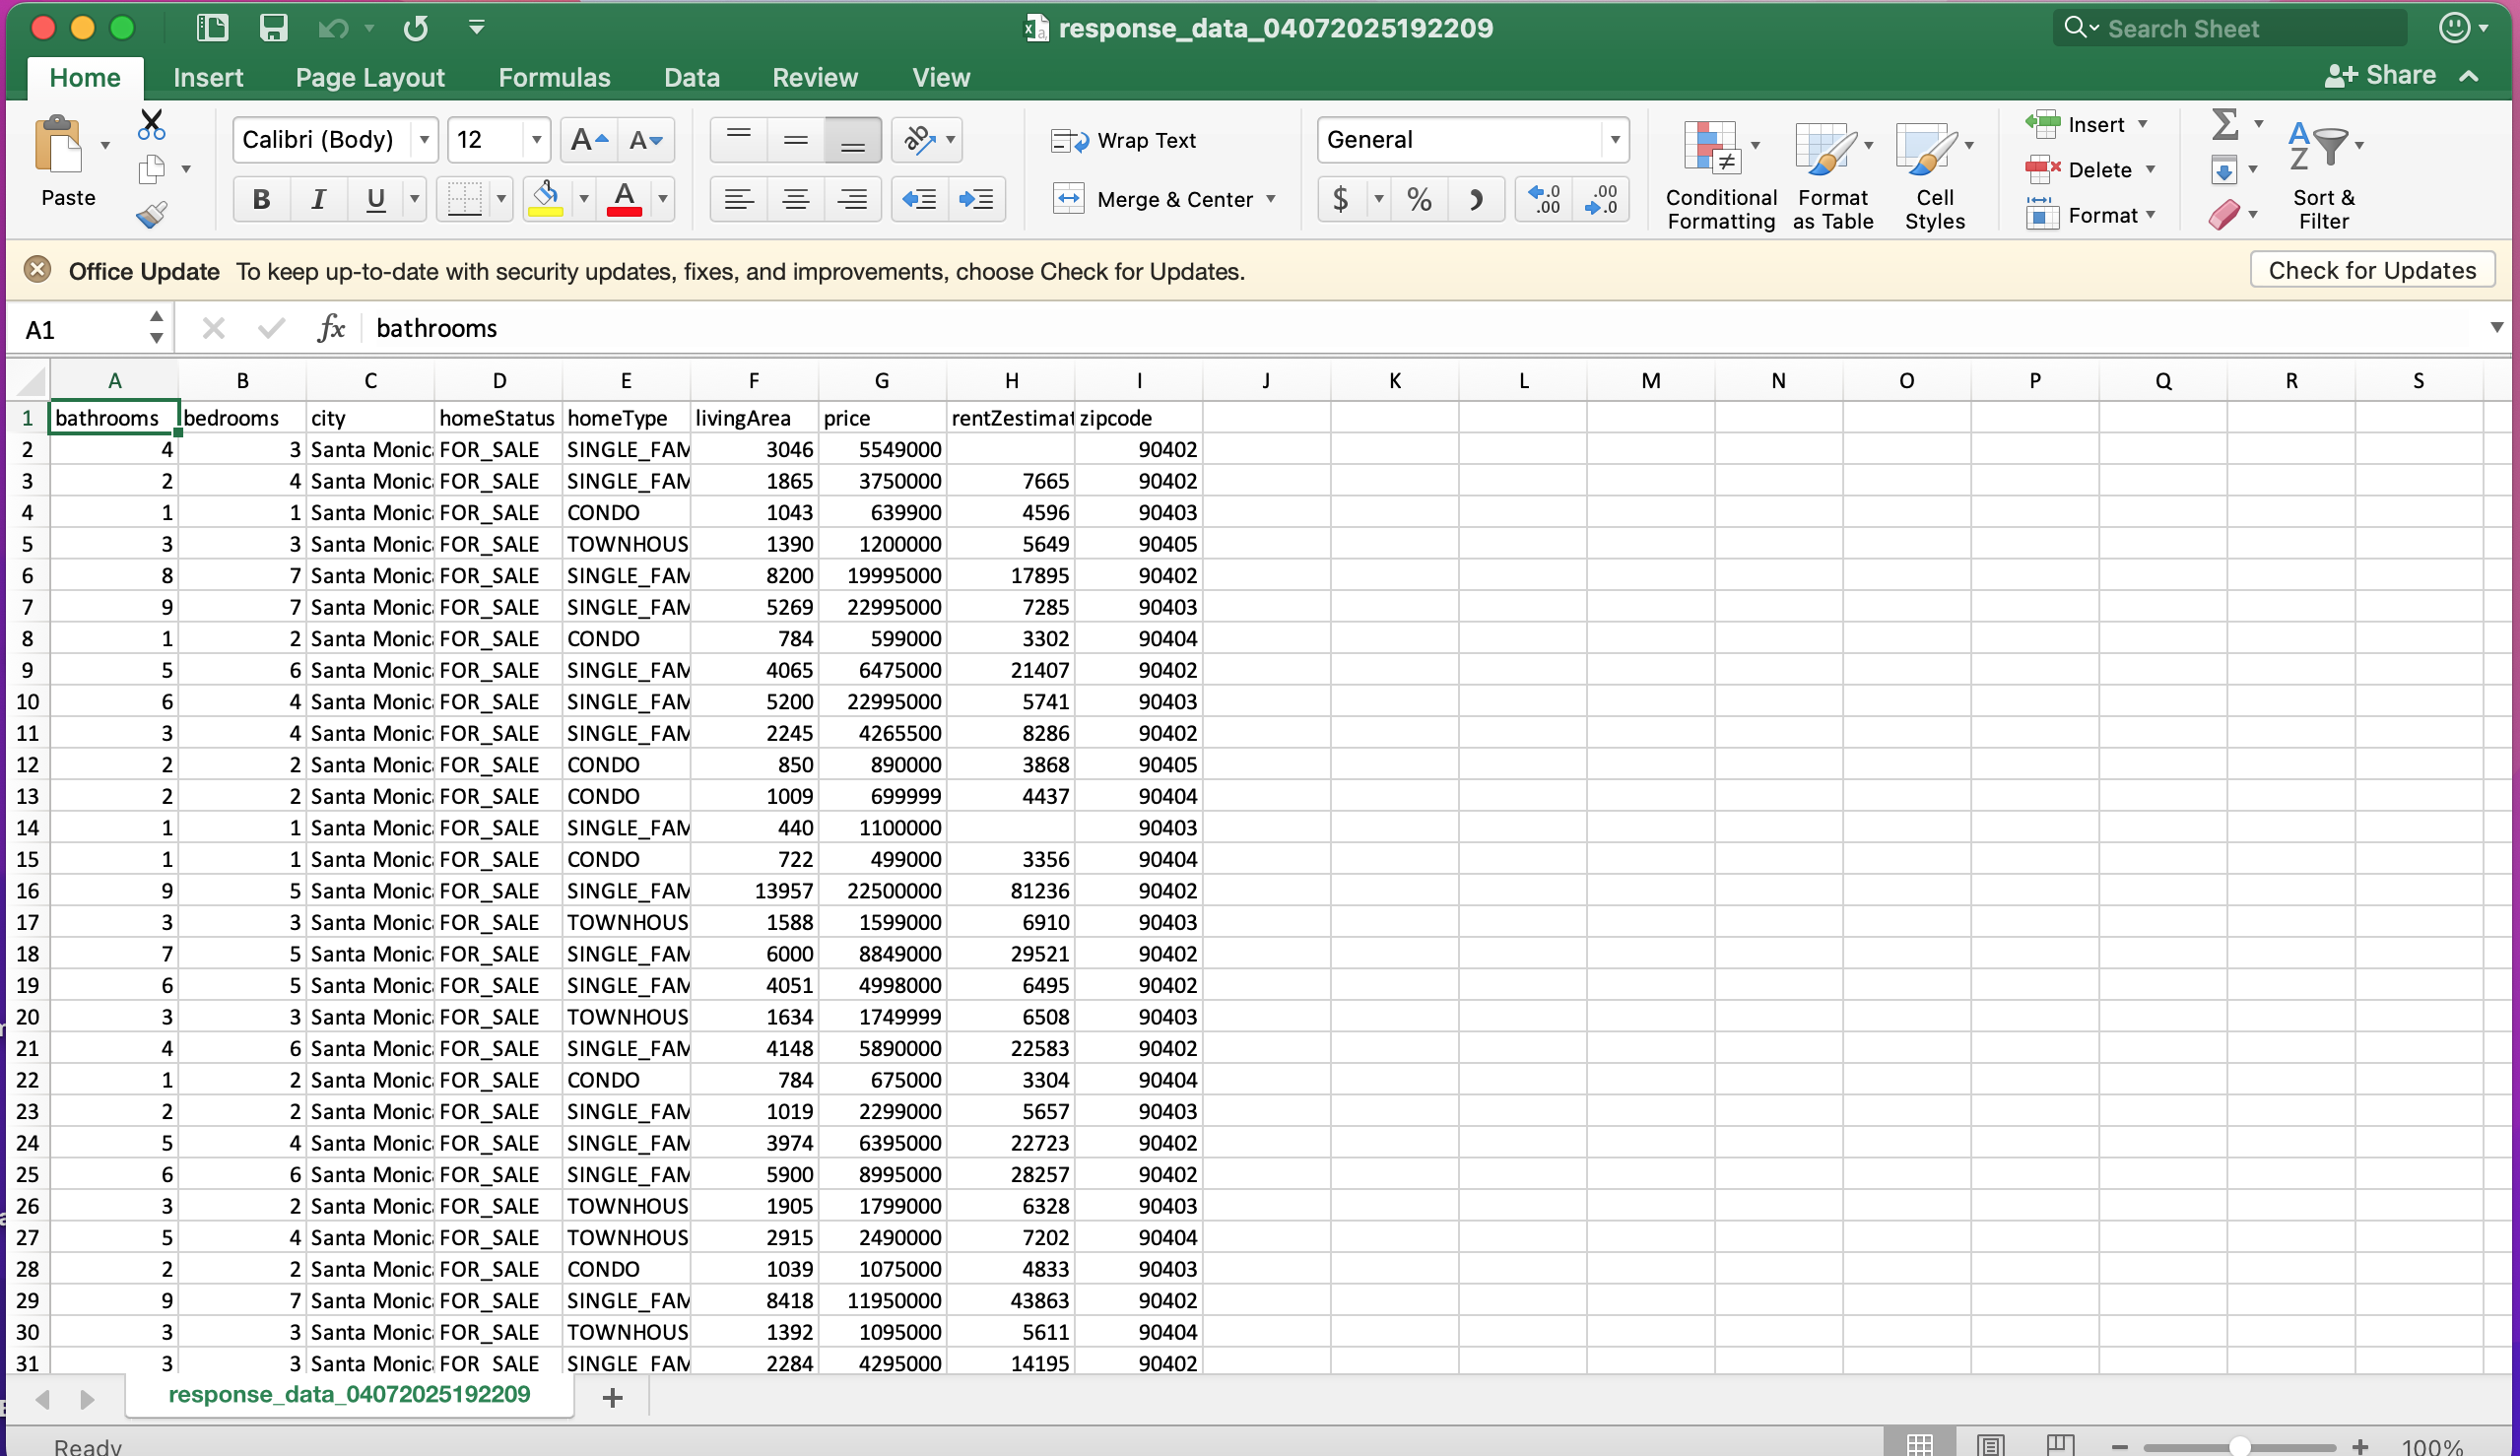 response_data_04072025192209
Search Sheet
Home Insert Page Layout Formulas Data Review View
Share
Paste
Calibri (Body) 12
Wrap Text
Merge & Center
General
Conditional Formatting
Format as Table
Cell Styles
Insert
Delete
Format
Sort & Filter
Office Update To keep up-to-date with security updates, fixes, and improvements, choose Check for Updates.
Check for Updates
A1 fx bathrooms
A B C D E F G H I J K L M N O P Q R S
1 bathrooms bedrooms city homeStatus homeType livingArea price rentZestimat zipcode
2 4 3 Santa Monic FOR_SALE SINGLE_FAM 3046 5549000 90402
3 2 4 Santa Monic FOR_SALE SINGLE_FAM 1865 3750000 7665 90402
4 1 1 Santa Monic FOR_SALE CONDO 1043 639900 4596 90403
5 3 3 Santa Monic FOR_SALE TOWNHOUS 1390 1200000 5649 90405
6 8 7 Santa Monic FOR_SALE SINGLE_FAM 8200 19995000 17895 90402
7 9 7 Santa Monic FOR_SALE SINGLE_FAM 5269 22995000 7285 90403
8 1 2 Santa Monic FOR_SALE CONDO 784 599000 3302 90404
9 5 6 Santa Monic FOR_SALE SINGLE_FAM 4065 6475000 21407 90402
10 6 4 Santa Monic FOR_SALE SINGLE_FAM 5200 22995000 5741 90403
11 3 4 Santa Monic FOR_SALE SINGLE_FAM 2245 4265500 8286 90402
12 2 2 Santa Monic FOR_SALE CONDO 850 890000 3868 90405
13 2 2 Santa Monic FOR_SALE CONDO 1009 699999 4437 90404
14 1 1 Santa Monic FOR_SALE SINGLE_FAM 440 1100000 90403
15 1 1 Santa Monic FOR_SALE CONDO 722 499000 3356 90404
16 9 5 Santa Monic FOR_SALE SINGLE_FAM 13957 22500000 81236 90402
17 3 3 Santa Monic FOR_SALE TOWNHOUS 1588 1599000 6910 90403
18 7 5 Santa Monic FOR_SALE SINGLE_FAM 6000 8849000 29521 90402
19 6 5 Santa Monic FOR_SALE SINGLE_FAM 4051 4998000 6495 90402
20 3 3 Santa Monic FOR_SALE TOWNHOUS 1634 1749999 6508 90403
21 4 6 Santa Monic FOR_SALE SINGLE_FAM 4148 5890000 22583 90402
22 1 2 Santa Monic FOR_SALE CONDO 784 675000 3304 90404
23 2 2 Santa Monic FOR_SALE SINGLE_FAM 1019 2299000 5657 90403
24 5 4 Santa Monic FOR_SALE SINGLE_FAM 3974 6395000 22723 90402
25 6 6 Santa Monic FOR_SALE SINGLE_FAM 5900 8995000 28257 90402
26 3 2 Santa Monic FOR_SALE TOWNHOUS 1905 1799000 6328 90403
27 5 4 Santa Monic FOR_SALE TOWNHOUS 2915 2490000 7202 90404
28 2 2 Santa Monic FOR_SALE CONDO 1039 1075000 4833 90403
29 9 7 Santa Monic FOR_SALE SINGLE_FAM 8418 11950000 43863 90402
30 3 3 Santa Monic FOR_SALE TOWNHOUS 1392 1095000 5611 90404
31 3 3 Santa Monic FOR_SALE SINGLE_FAM 2284 4295000 14195 90402
response_data_04072025192209
Ready 100%